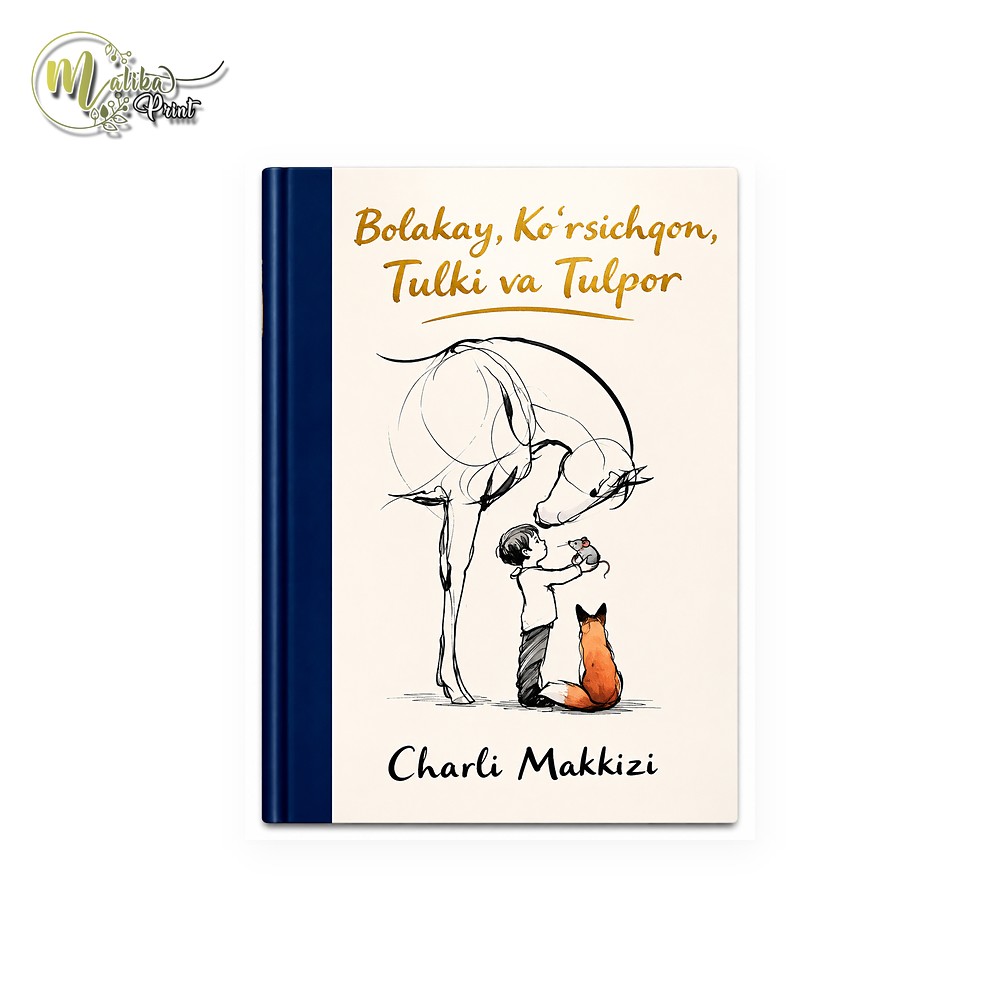 Malika
Print
Bolakay, Ko‘rsichqon,
Tulki va Tulpor
Charli Makkizi